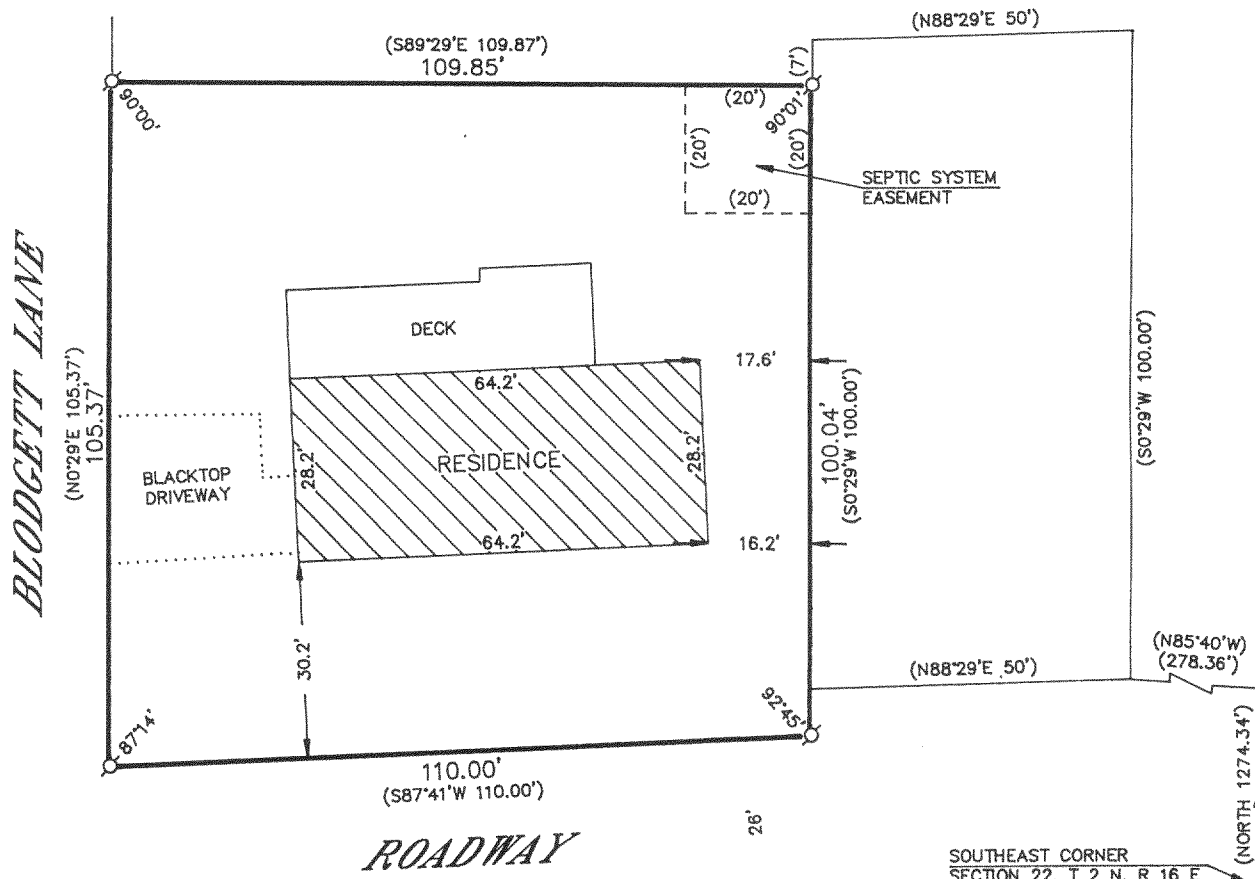 (N88°29'E 50')
(S89°29'E 109.87')
109.85'
(7')
90°00'
(20')
90°01'
(20')
(20')
(20')
SEPTIC SYSTEM
EASEMENT
BLODGETT LANE
(N0°29'E 105.37')
105.37'
DECK
17.6'
64.2'
100.04'
(S0°29'W 100.00')
(S0°29'W 100.00')
BLACKTOP
DRIVEWAY
28.2'
RESIDENCE
28.2'
64.2'
16.2'
30.2'
(N88°29'E 50')
(N85°40'W)
(278.36')
87°14'
92°45'
110.00'
(S87°41'W 110.00')
26'
ROADWAY
(NORTH 1274.34')
SOUTHEAST CORNER
SECTION 22, T 2 N, R 16 E